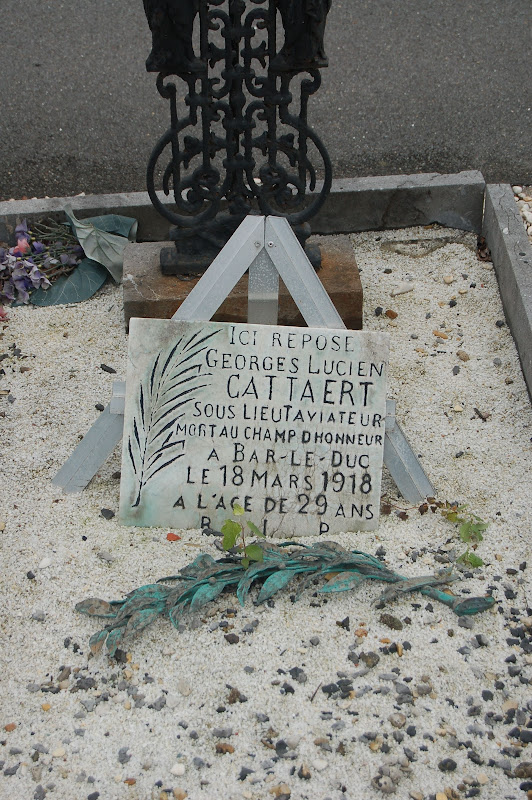 ICI REPOSE
GEORGES LUCIEN
CATTAERT
SOUS LIEUT AVIATEUR
MORT AU CHAMP D HONNEUR
A BAR-LE-DUC
LE 18 MARS 1918
A L'AGE DE 29 ANS
R I P